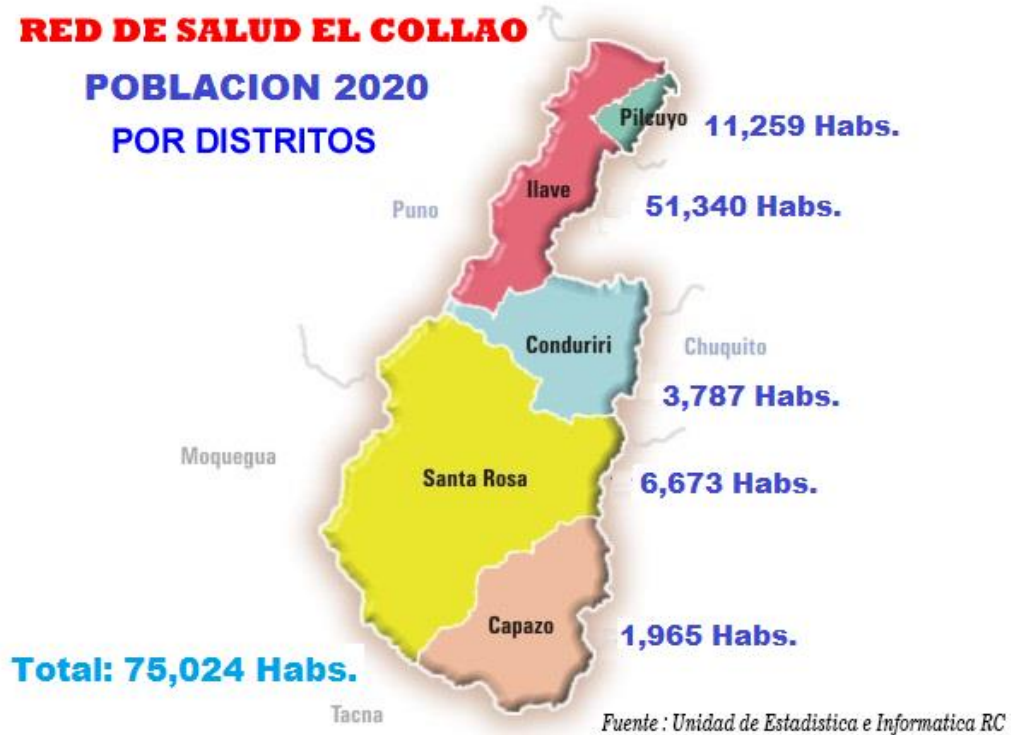 RED DE SALUD EL COLLAO
POBLACION 2020
POR DISTRITOS
Pilcuyo
11,259 Habs.
Ilave
51,340 Habs.
Puno
Conduriri
Chuquito
3,787 Habs.
Moquegua
Santa Rosa
6,673 Habs.
Capazo
1,965 Habs.
Total: 75,024 Habs.
Tacna
Fuente : Unidad de Estadistica e Informatica RC